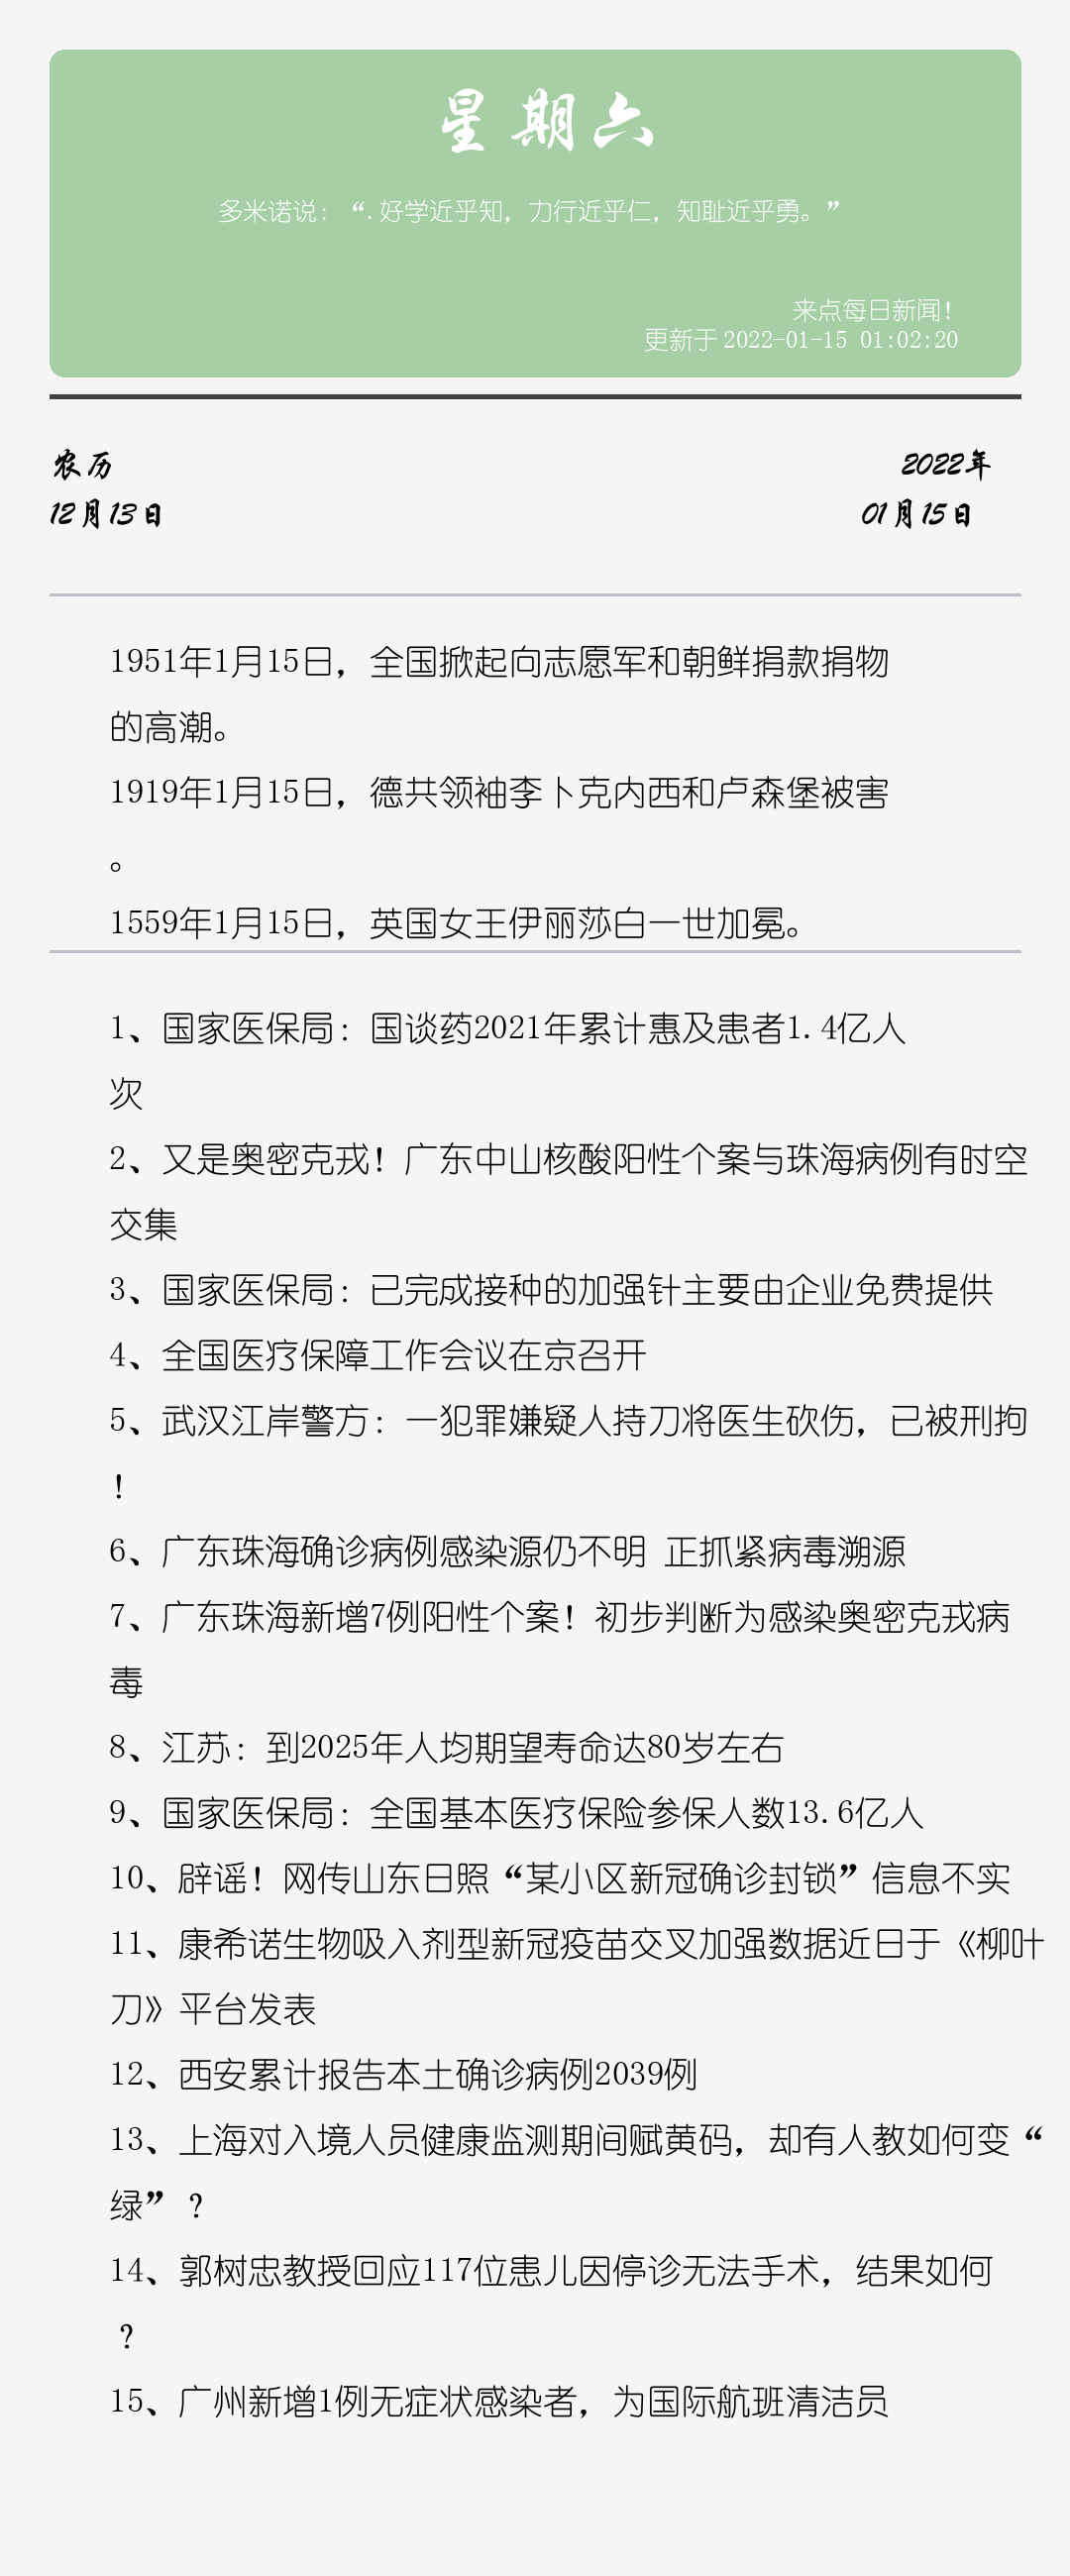 星期六
多米诺说：“.好学近乎知，力行近乎仁，知耻近乎勇。”
来点每日新闻！
更新于 2022-01-15 01:02:20
农历
2022年
12月13日
01月15日
1951年1月15日，全国掀起向志愿军和朝鲜捐款捐物
的高潮。
1919年1月15日，德共领袖李卜克内西和卢森堡被害
。
1559年1月15日，英国女王伊丽莎白一世加冕。
1、国家医保局：国谈药2021年累计惠及患者1.4亿人
次
2、又是奥密克戎！广东中山核酸阳性个案与珠海病例有时空
交集
3、国家医保局：已完成接种的加强针主要由企业免费提供
4、全国医疗保障工作会议在京召开
5、武汉江岸警方：一犯罪嫌疑人持刀将医生砍伤，已被刑拘
！
6、广东珠海确诊病例感染源仍不明 正抓紧病毒溯源
7、广东珠海新增7例阳性个案！初步判断为感染奥密克戎病
毒
8、江苏：到2025年人均期望寿命达80岁左右
9、国家医保局：全国基本医疗保险参保人数13.6亿人
10、辟谣！网传山东日照“某小区新冠确诊封锁”信息不实
11、康希诺生物吸入剂型新冠疫苗交叉加强数据近日于《柳叶
刀》平台发表
12、西安累计报告本土确诊病例2039例
13、上海对入境人员健康监测期间赋黄码，却有人教如何变“
绿”？
14、郭树忠教授回应117位患儿因停诊无法手术，结果如何
？
15、广州新增1例无症状感染者，为国际航班清洁员